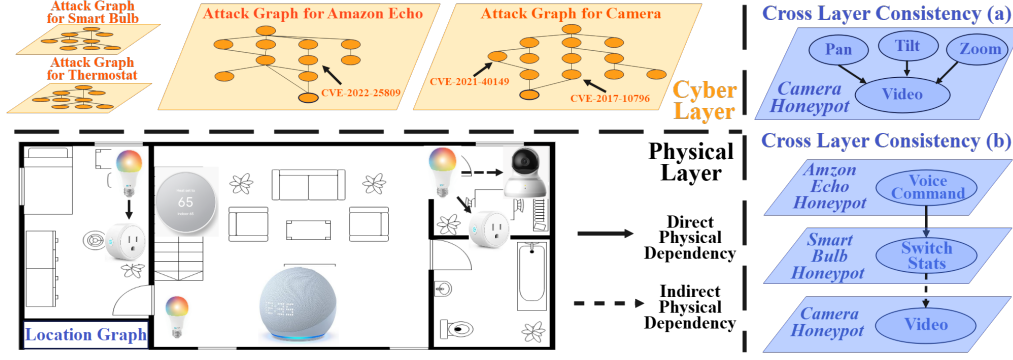 Attack Graph
for Smart Bulb
Attack Graph
for Thermostat
Attack Graph for Amazon Echo
CVE-2022-25809
Attack Graph for Camera
CVE-2021-40149
CVE-2017-10796
Cyber
Layer
Physical
Layer
65
Location Graph
Direct
Physical
Dependency
Indirect
Physical
Dependency
Cross Layer Consistency (a)
Pan
Tilt
Zoom
Camera
Honeypot
Video
Cross Layer Consistency (b)
Amzon
Echo
Honeypot
Voice
Command
Smart
Bulb
Honeypot
Switch
Stats
Camera
Honeypot
Video